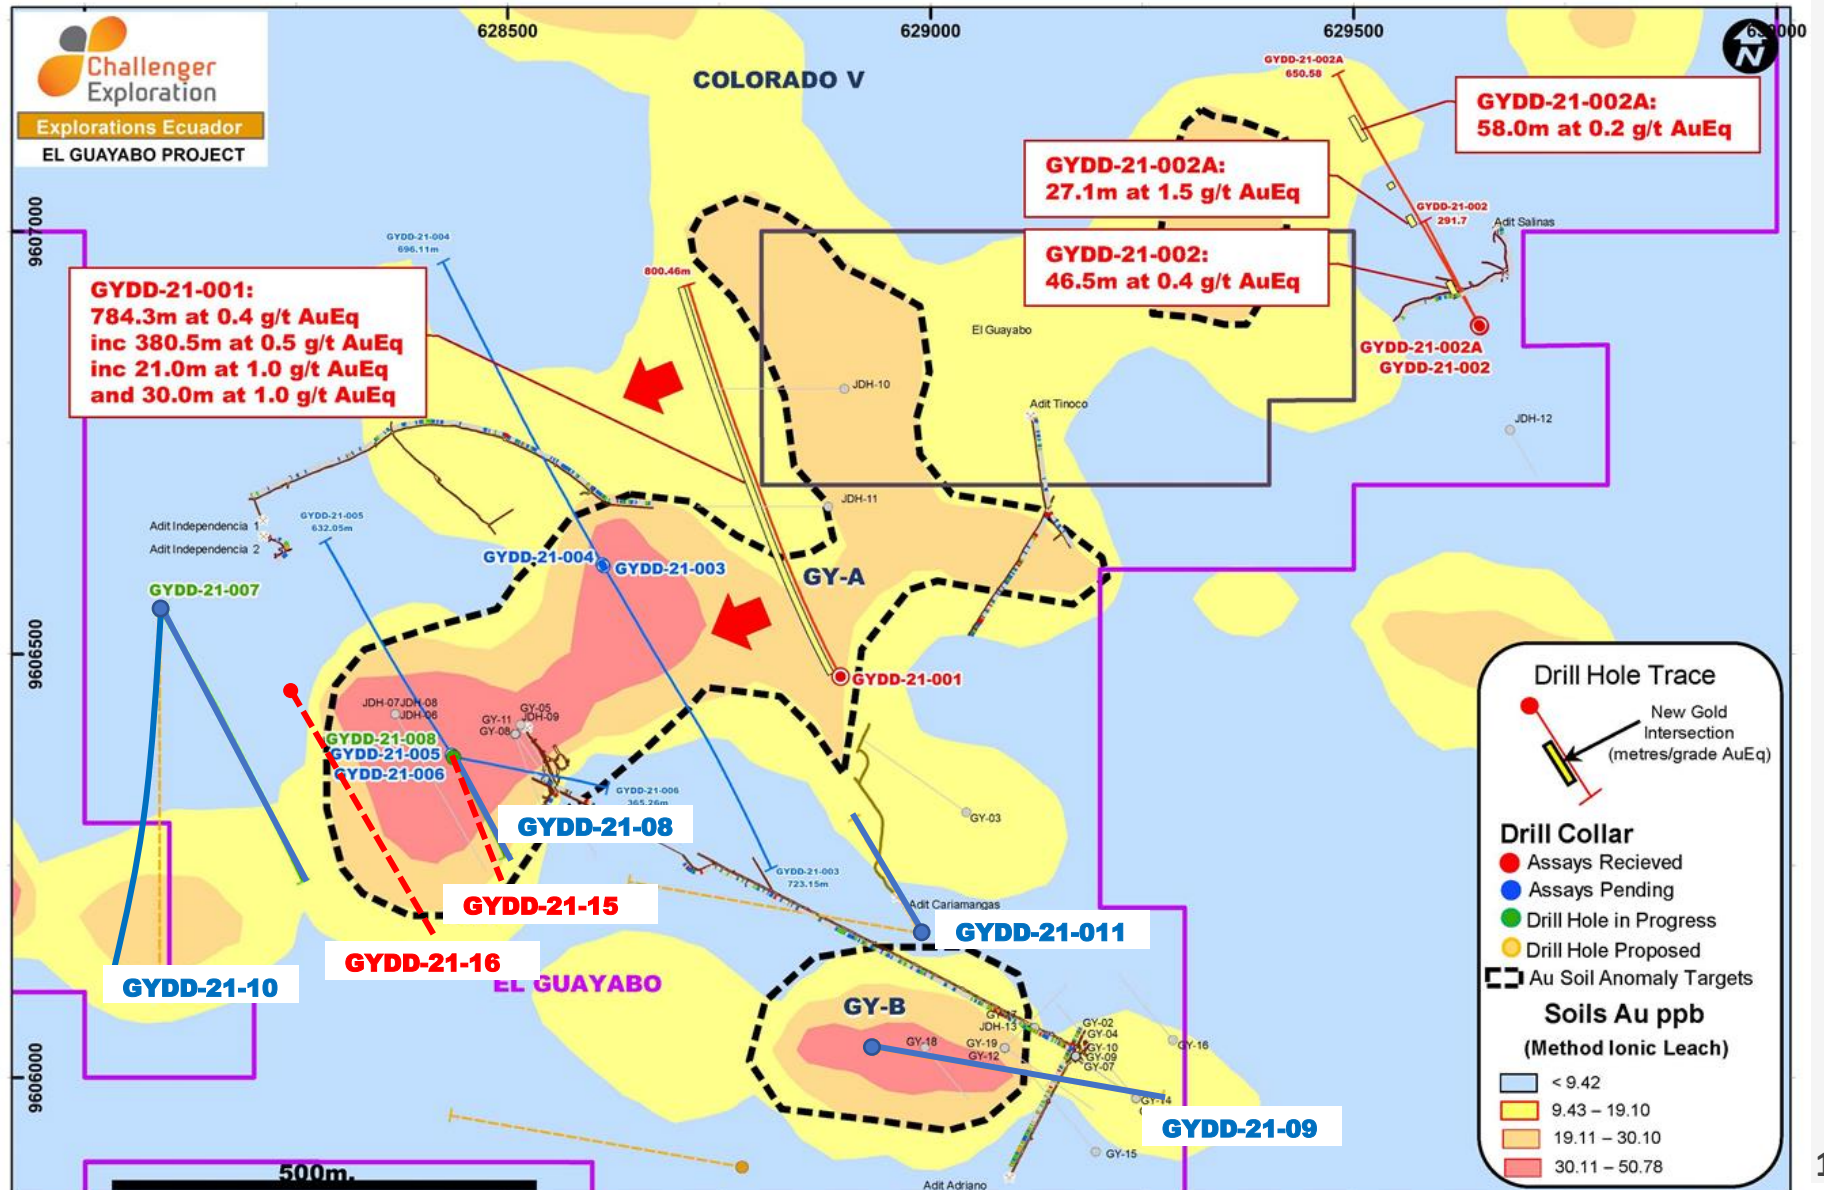 628500
629000
629500
Challenger
Exploration
Explorations Ecuador
EL GUAYABO PROJECT
N
COLORADO V
GYDD-21-002A
650.58
GYDD-21-002A:
58.0m at 0.2 g/t AuEq
GYDD-21-002A:
27.1m at 1.5 g/t AuEq
GYDD-21-002
291.7
Adit Salinas
9607000
GYDD-21-004
696.11m
GYDD-21-002:
46.5m at 0.4 g/t AuEq
800.46m
GYDD-21-001:
784.3m at 0.4 g/t AuEq
inc 380.5m at 0.5 g/t AuEq
inc 21.0m at 1.0 g/t AuEq
and 30.0m at 1.0 g/t AuEq
El Guayabo
GYDD-21-002A
GYDD-21-002
JDH-10
Adit Tinoco
JDH-12
JDH-11
GYDD-21-005
632.05m
Adit Independencia 1
Adit Independencia 2
GYDD-21-004
GYDD-21-003
GY-A
GYDD-21-007
9606500
GYDD-21-001
JDH-07
JDH-08
JDH-06
GY-05
GY-11
JDH-09
GY-08
GYDD-21-008
GYDD-21-005
GYDD-21-006
GYDD-21-006
365.26m
GYDD-21-08
GY-03
GYDD-21-003
723.15m
GYDD-21-15
Adit Cariamangas
GYDD-21-011
GYDD-21-16
GYDD-21-10
EL GUAYABO
GY-B
GY-17
JDH-13
GY-02
GY-04
GY-18
GY-19
GY-10
GY-16
GY-12
GY-09
GY-07
9606000
GY-14
GYDD-21-09
GY-15
500m.
Adit Adriano
Drill Hole Trace
New Gold
Intersection
(metres/grade AuEq)
Drill Collar
Assays Recieved
Assays Pending
Drill Hole in Progress
Drill Hole Proposed
Au Soil Anomaly Targets
Soils Au ppb
(Method Ionic Leach)
< 9.42
9.43 – 19.10
19.11 – 30.10
30.11 – 50.78